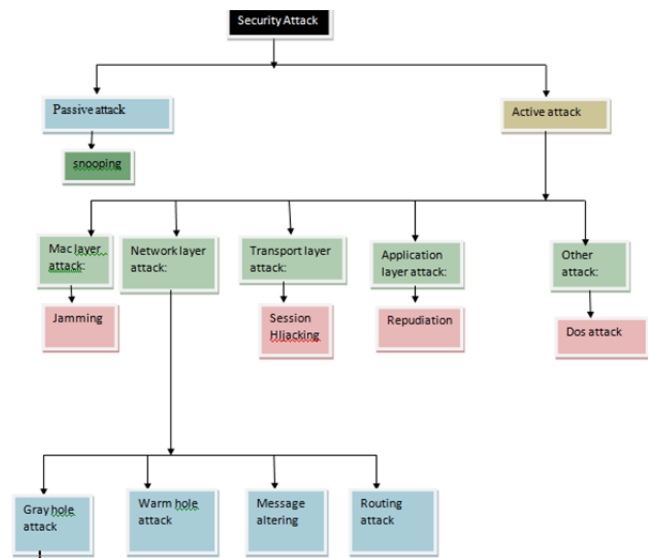 Security Attack
Passive attack
Active attack
snooping
Mac layer
attack:
Network layer
attack:
Transport layer
attack:
Application
layer attack:
Other
attack:
Jamming
Session
HIjacking
Repudiation
Dos attack
Gray hole
attack
Warm hole
attack
Message
altering
Routing
attack